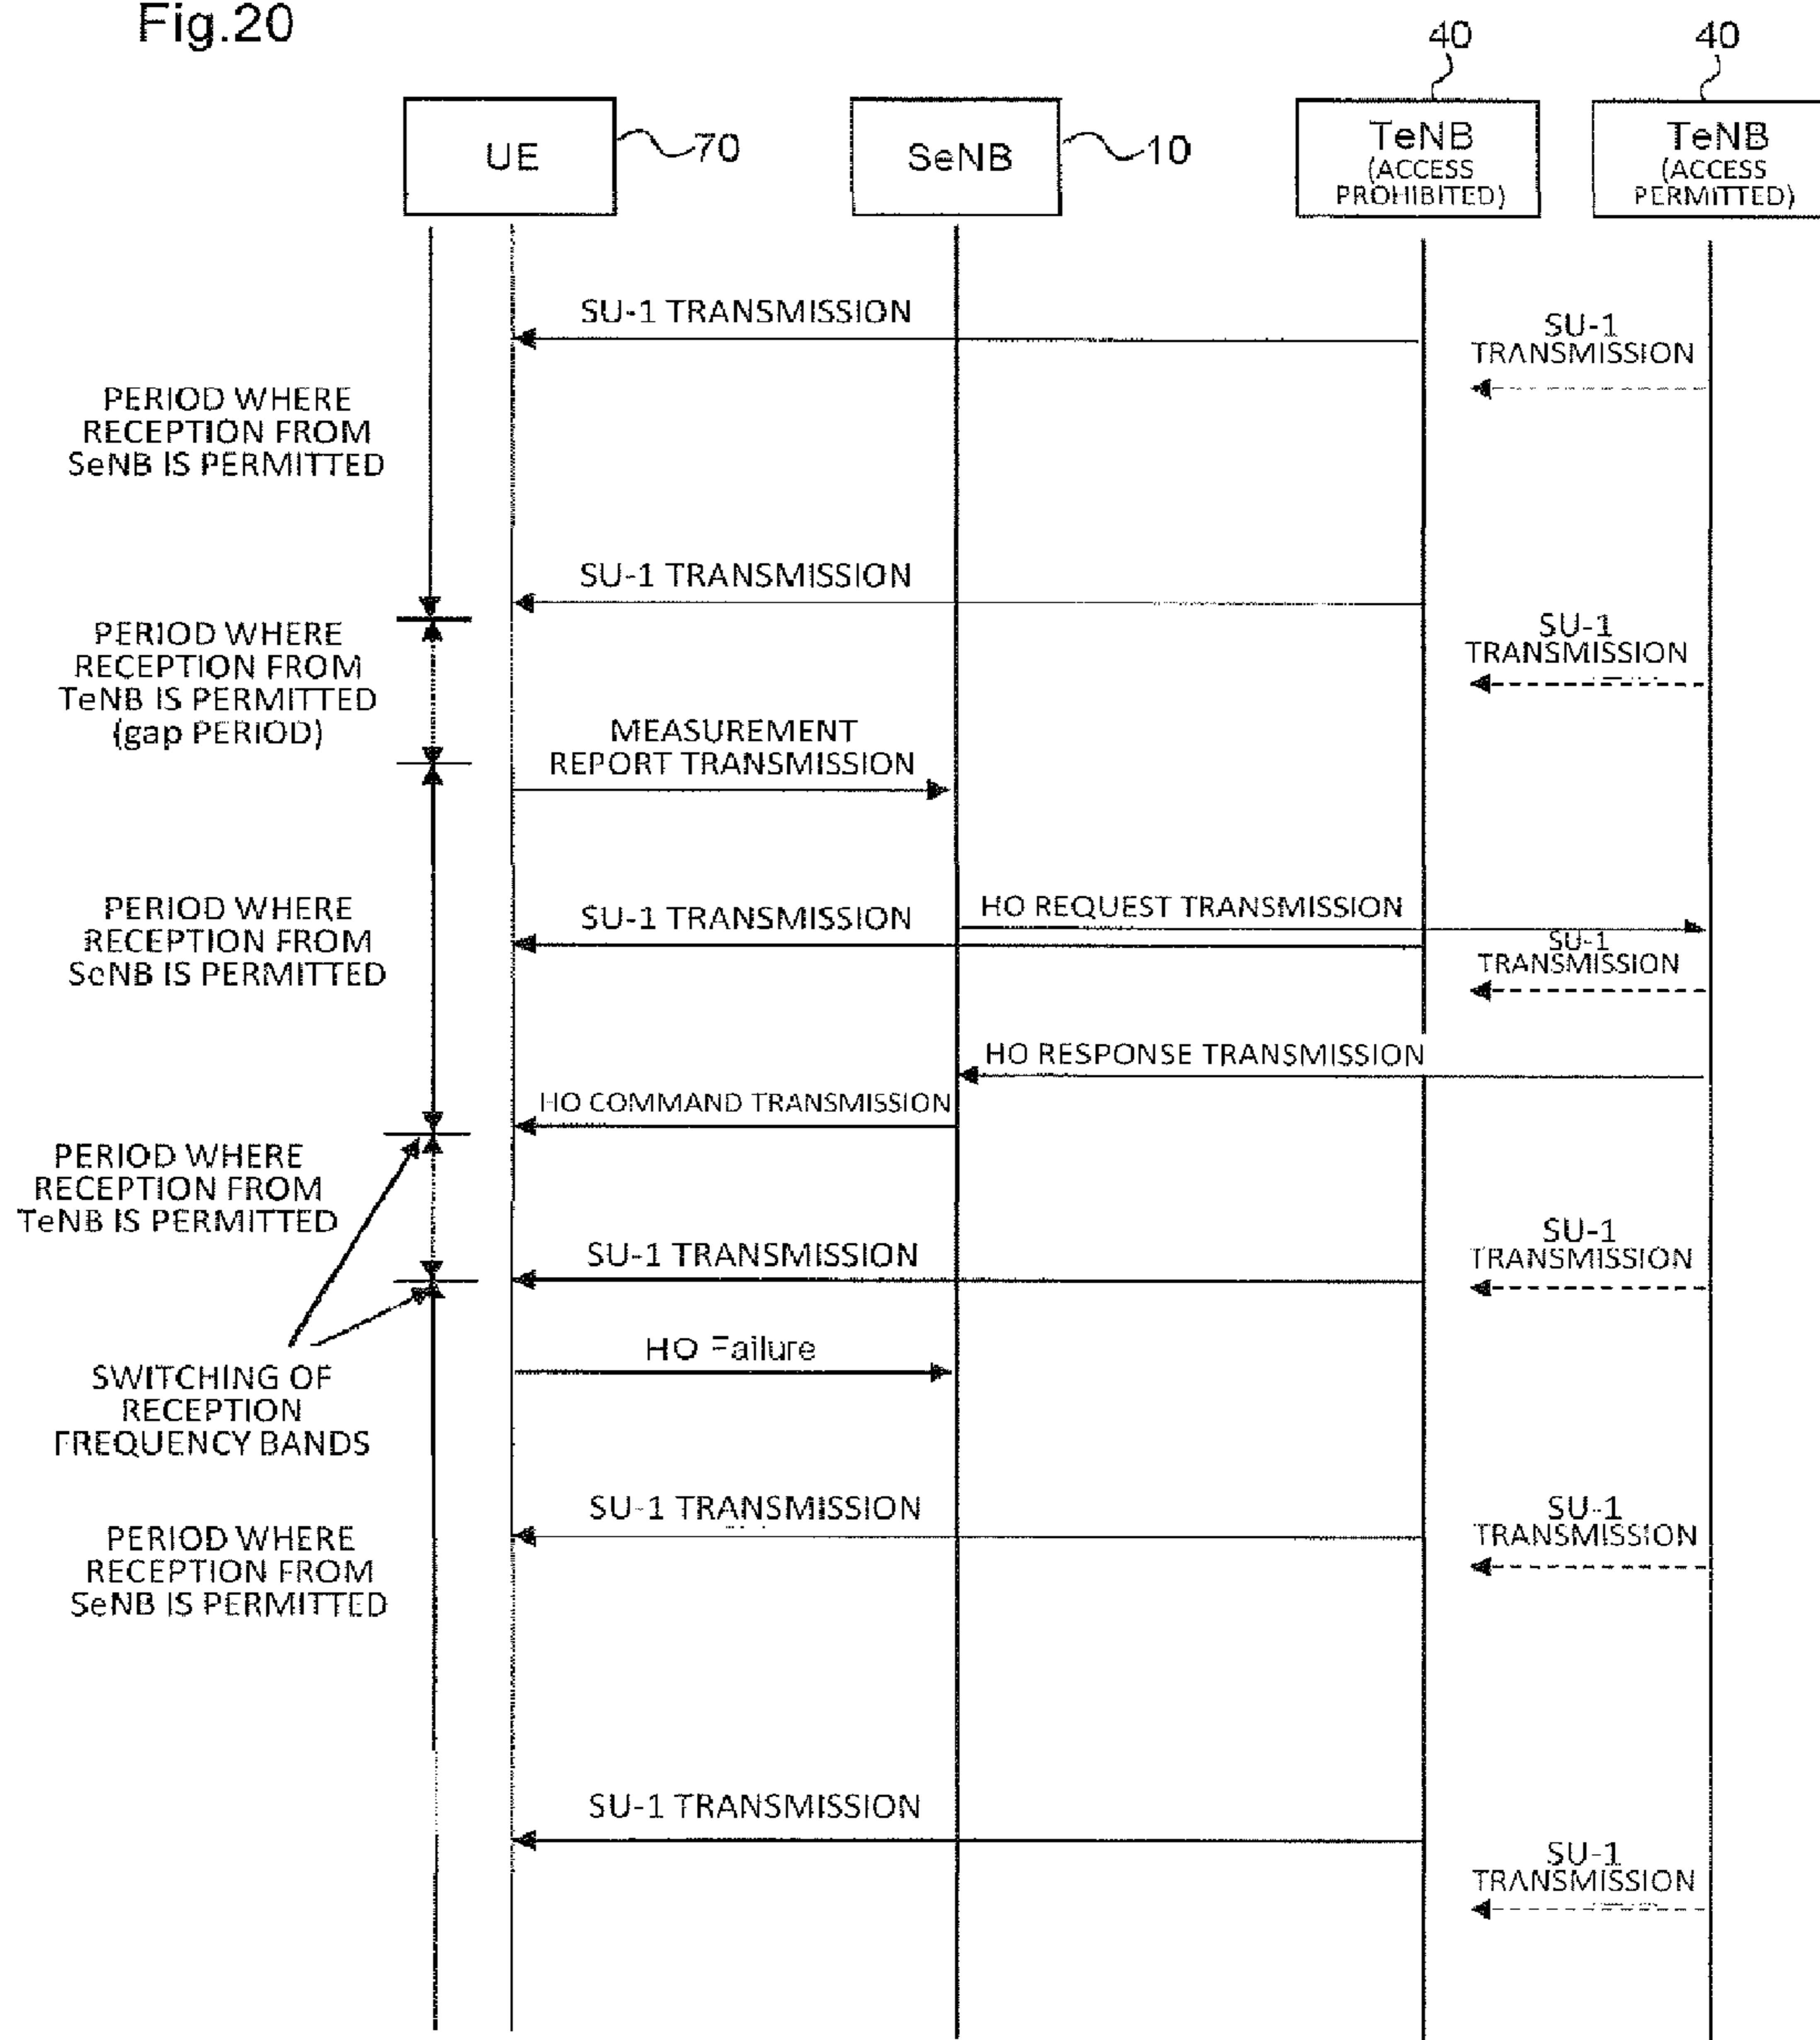 Fig.20
40
40
UE
70
SeNB
10
TeNB
(ACCESS
PROHIBITED)
TeNB
(ACCESS
PERMITTED)
SU-1 TRANSMISSION
SU-1
TRANSMISSION
PERIOD WHERE
RECEPTION FROM
SeNB IS PERMITTED
SU-1 TRANSMISSION
SU-1
TRANSMISSION
PERIOD WHERE
RECEPTION FROM
TeNB IS PERMITTED
(gap PERIOD)
MEASUREMENT
REPORT TRANSMISSION
SU-1 TRANSMISSION
HO REQUEST TRANSMISSION
SU-1
TRANSMISSION
PERIOD WHERE
RECEPTION FROM
SeNB IS PERMITTED
HO RESPONSE TRANSMISSION
HO COMMAND TRANSMISSION
PERIOD WHERE
RECEPTION FROM
TeNB IS PERMITTED
SU-1 TRANSMISSION
SU-1
TRANSMISSION
HO Failure
SWITCHING OF
RECEPTION
FREQUENCY BANDS
SU-1 TRANSMISSION
SU-1
TRANSMISSION
PERIOD WHERE
RECEPTION FROM
SeNB IS PERMITTED
SU-1 TRANSMISSION
SU-1
TRANSMISSION